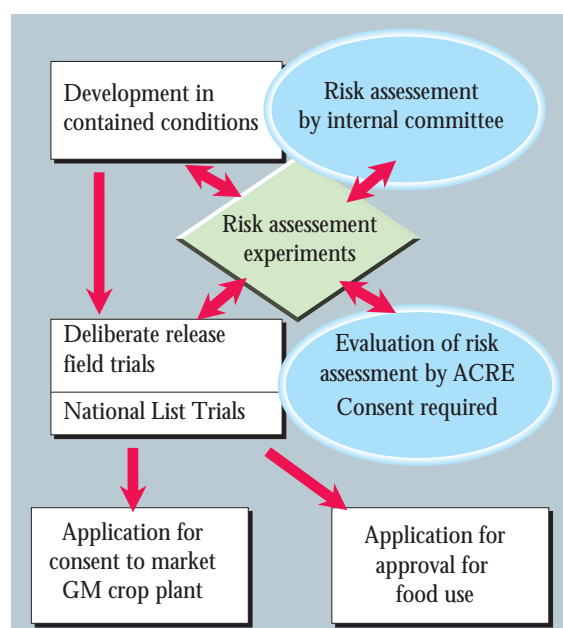 Development in
contained conditions
Risk assessement
by internal committee
Risk assessement
experiments
Deliberate release
field trials
National List Trials
Evaluation of risk
assessment by ACRE
Consent required
Application for
consent to market
GM crop plant
Application for
approval for
food use